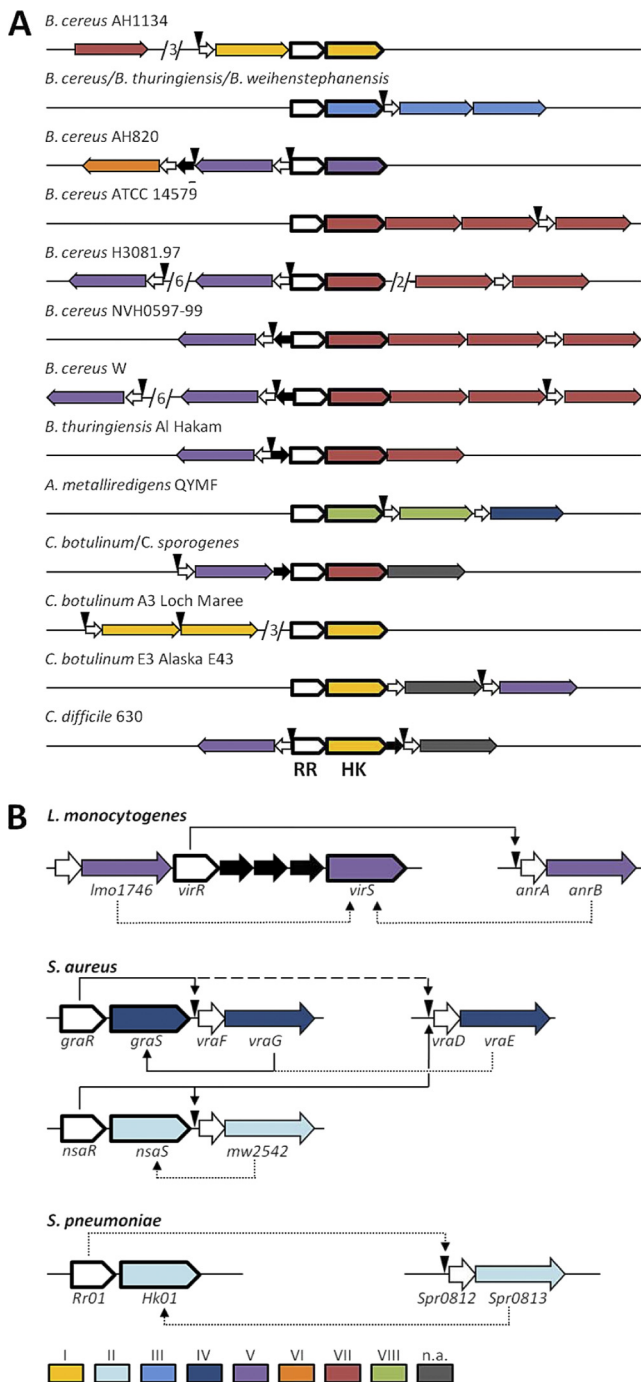 A
B. cereus AH1134
/3/
B. cereus/B. thuringiensis/B. weihenstephanensis
B. cereus AH820
B. cereus ATCC 14579
B. cereus H3081.97
/6/ /2/
B. cereus NVH0597-99
B. cereus W
/6/
B. thuringiensis Al Hakam
A. metalliredigens QYMF
C. botulinum/C. sporogenes
C. botulinum A3 Loch Maree
/3/
C. botulinum E3 Alaska E43
C. difficile 630
RR HK
B
L. monocytogenes
lmo1746 virR virS anrA anrB
S. aureus
graR graS vraF vraG vraD vraE
nsaR nsaS mw2542
S. pneumoniae
Rr01 Hk01 Spr0812 Spr0813
I II III IV V VI VII VIII n.a.